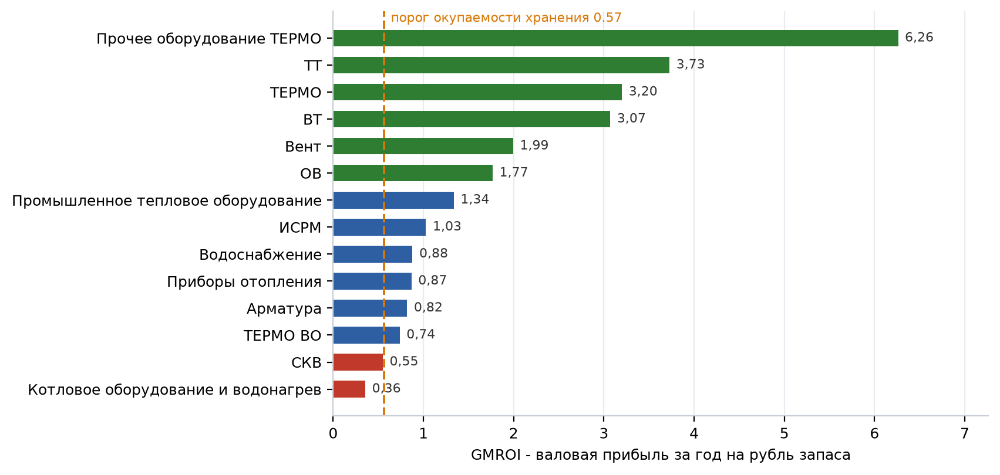 порог окупаемости хранения 0.57
Прочее оборудование ТЕРМО 6,26
ТТ 3,73
ТЕРМО 3,20
ВТ 3,07
Вент 1,99
ОВ 1,77
Промышленное тепловое оборудование 1,34
ИСРМ 1,03
Водоснабжение 0,88
Приборы отопления 0,87
Арматура 0,82
ТЕРМО ВО 0,74
СКВ 0,55
Котловое оборудование и водонагрев 0,36
0 1 2 3 4 5 6 7
GMROI - валовая прибыль за год на рубль запаса